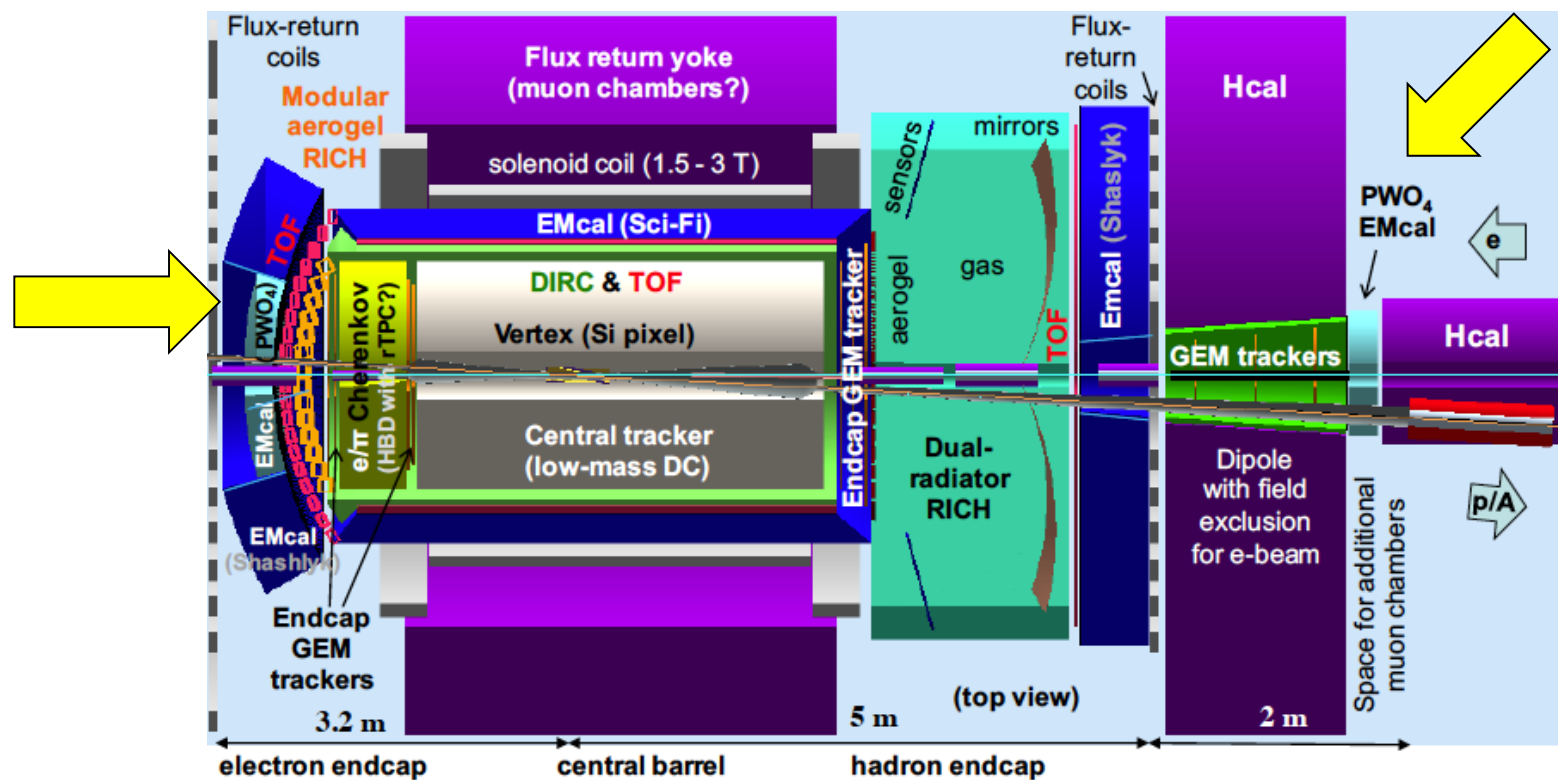 Flux-return
coils
Modular
aerogel
RICH
Flux return yoke
(muon chambers?)
solenoid coil (1.5 - 3 T)
EMcal (Sci-Fi)
TOF
(PWO₄)
EMcal
EMcal
(Shashlyk)
e/π Cherenkov
(HBD with rTPC?)
DIRC & TOF
Vertex (Si pixel)
Central tracker
(low-mass DC)
Endcap
GEM
trackers
Endcap GEM tracker
sensors
mirrors
aerogel
gas
TOF
Dual-
radiator
RICH
Flux-
return
coils
Emcal (Shaslyk)
Hcal
GEM trackers
Dipole
with field
exclusion
for e-beam
PWO₄
EMcal
e
Hcal
p/A
Space for additional
muon chambers
(top view)
3.2 m
5 m
2 m
electron endcap
central barrel
hadron endcap